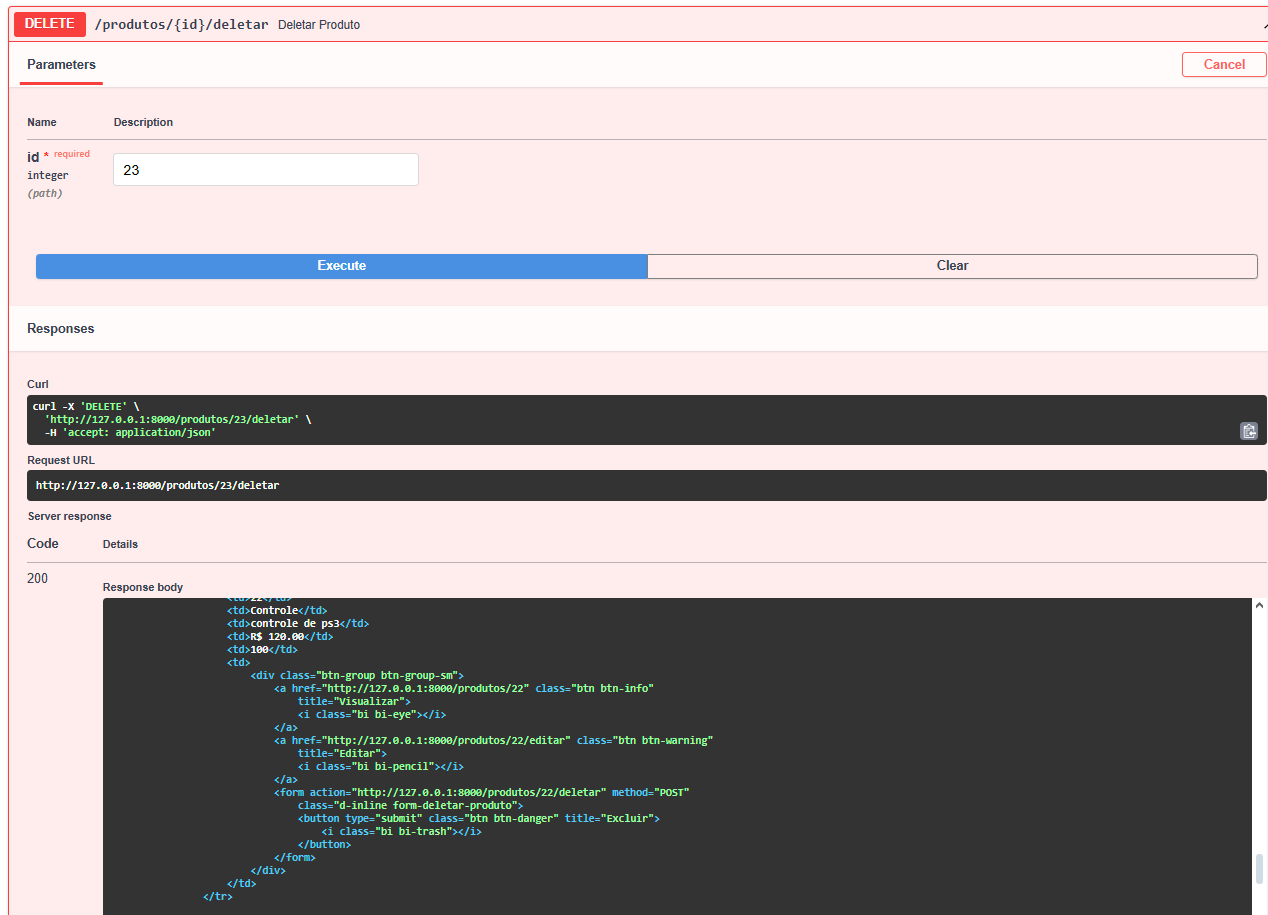 DELETE /produtos/{id}/deletar Deletar Produto
Parameters
Cancel
Name Description
id * required
integer
(path)
23
Execute
Clear
Responses
Curl
curl -X 'DELETE' \
  'http://127.0.0.1:8000/produtos/23/deletar' \
  -H 'accept: application/json'
Request URL
http://127.0.0.1:8000/produtos/23/deletar
Server response
Code Details
200
Response body
<td>22</td>
<td>Controle</td>
<td>controle de ps3</td>
<td>R$ 120.00</td>
<td>100</td>
<td>
<div class="btn-group btn-group-sm">
<a href="http://127.0.0.1:8000/produtos/22" class="btn btn-info"
title="Visualizar">
<i class="bi bi-eye"></i>
</a>
<a href="http://127.0.0.1:8000/produtos/22/editar" class="btn btn-warning"
title="Editar">
<i class="bi bi-pencil"></i>
</a>
<form action="http://127.0.0.1:8000/produtos/22/deletar" method="POST"
class="d-inline form-deletar-produto">
<button type="submit" class="btn btn-danger" title="Excluir">
<i class="bi bi-trash"></i>
</button>
</form>
</div>
</td>
</tr>